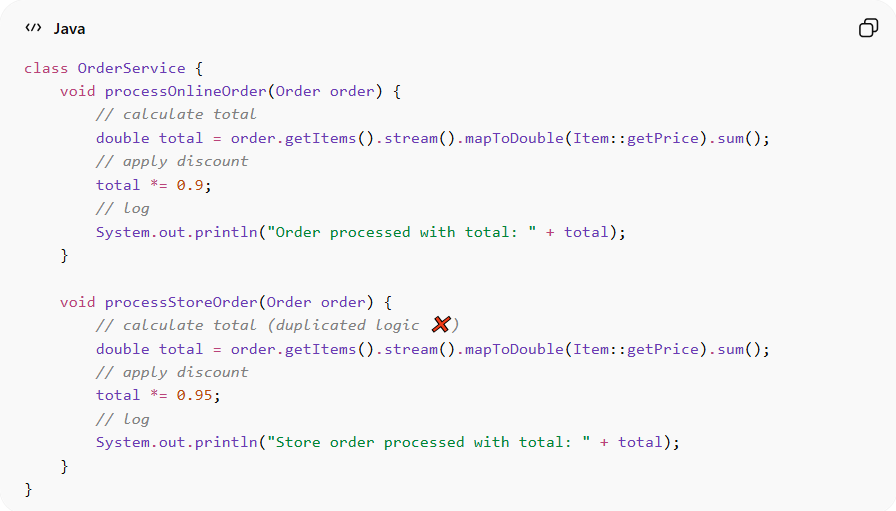 </> Java
class OrderService {
    void processOnlineOrder(Order order) {
        // calculate total
        double total = order.getItems().stream().mapToDouble(Item::getPrice).sum();
        // apply discount
        total *= 0.9;
        // log
        System.out.println("Order processed with total: " + total);
    }

    void processStoreOrder(Order order) {
        // calculate total (duplicated logic ❌)
        double total = order.getItems().stream().mapToDouble(Item::getPrice).sum();
        // apply discount
        total *= 0.95;
        // log
        System.out.println("Store order processed with total: " + total);
    }
}